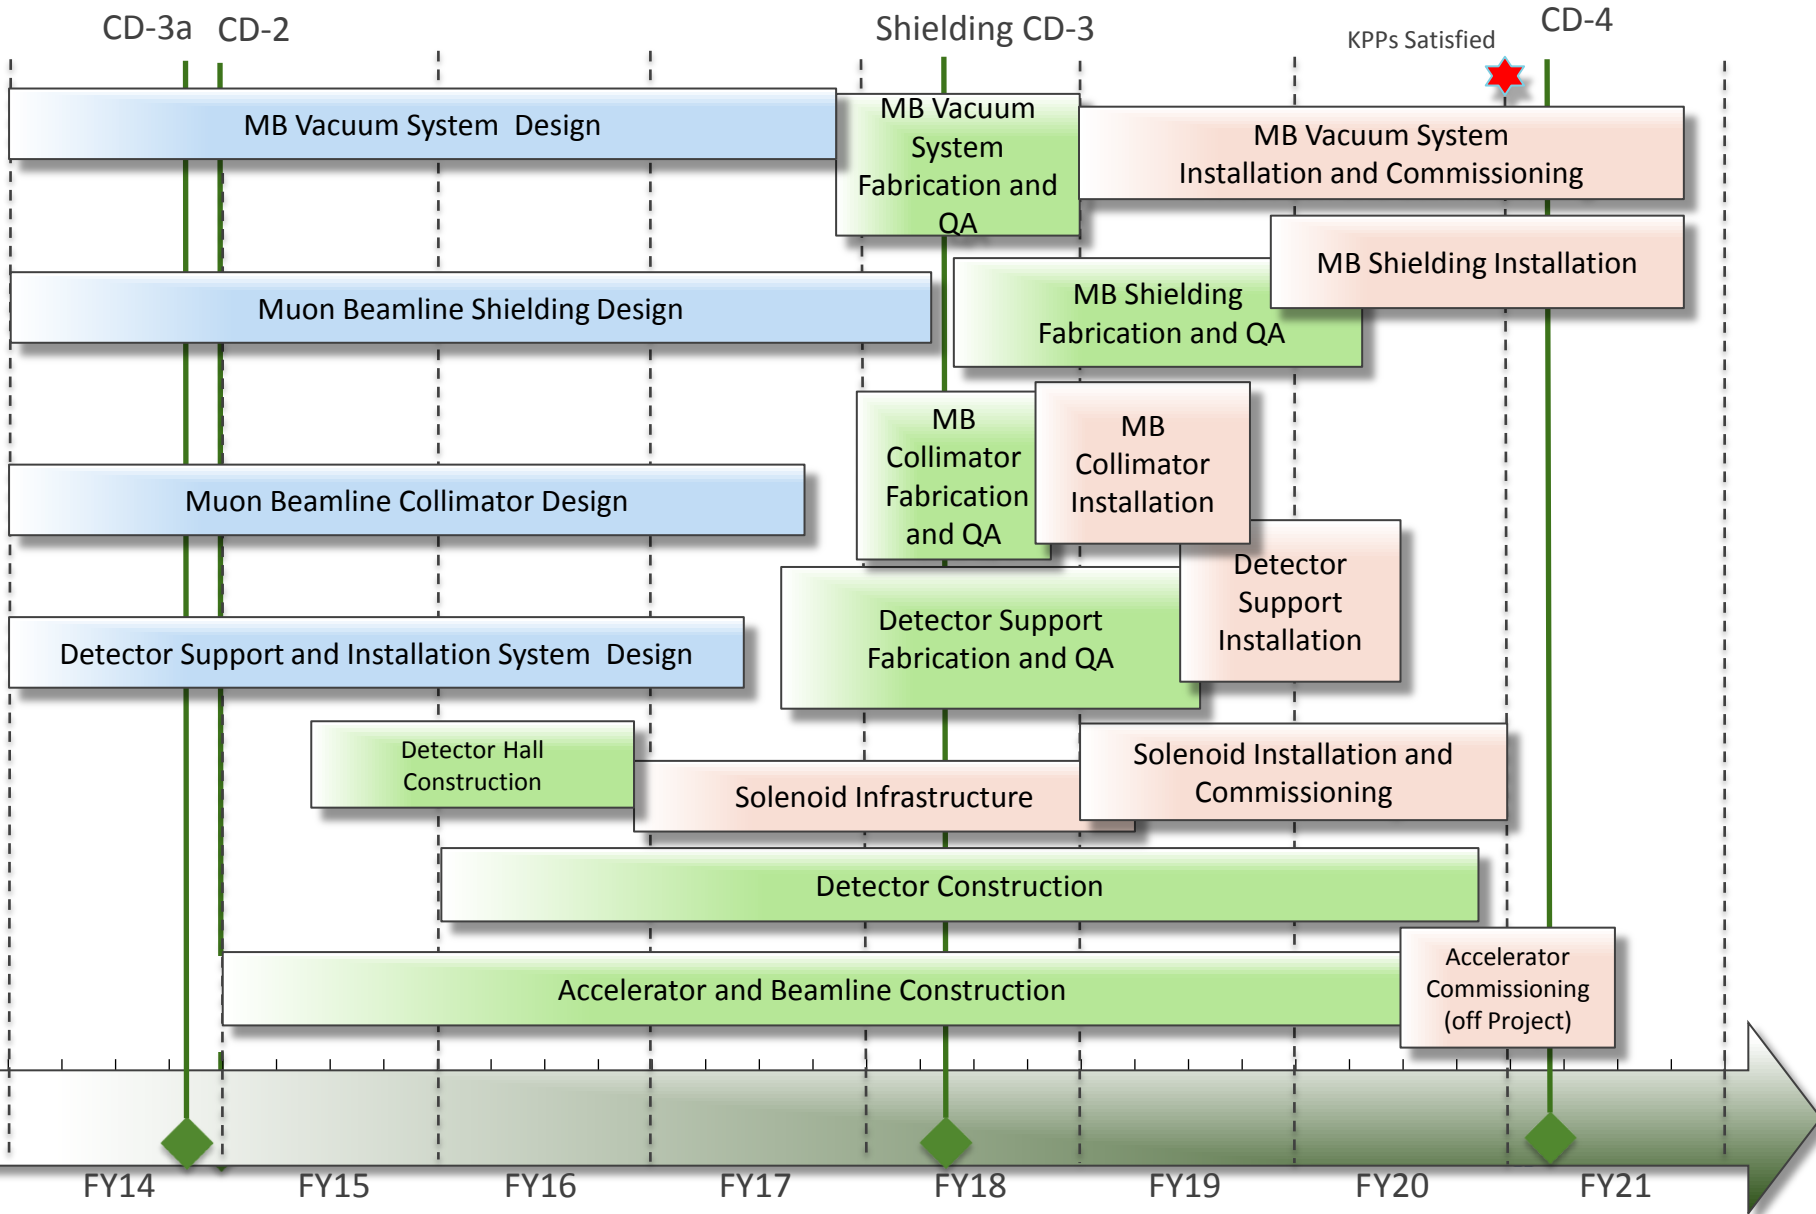 CD-3a CD-2
Shielding CD-3
KPPs Satisfied
CD-4
MB Vacuum System Design
MB Vacuum
System
Fabrication and
QA
MB Vacuum System
Installation and Commissioning
MB Shielding Installation
Muon Beamline Shielding Design
MB Shielding
Fabrication and QA
MB
Collimator
Fabrication
and QA
MB
Collimator
Installation
Muon Beamline Collimator Design
Detector
Support
Installation
Detector Support
Fabrication and QA
Detector Support and Installation System Design
Detector Hall
Construction
Solenoid Infrastructure
Solenoid Installation and
Commissioning
Detector Construction
Accelerator and Beamline Construction
Accelerator
Commissioning
(off Project)
FY14 FY15 FY16 FY17 FY18 FY19 FY20 FY21